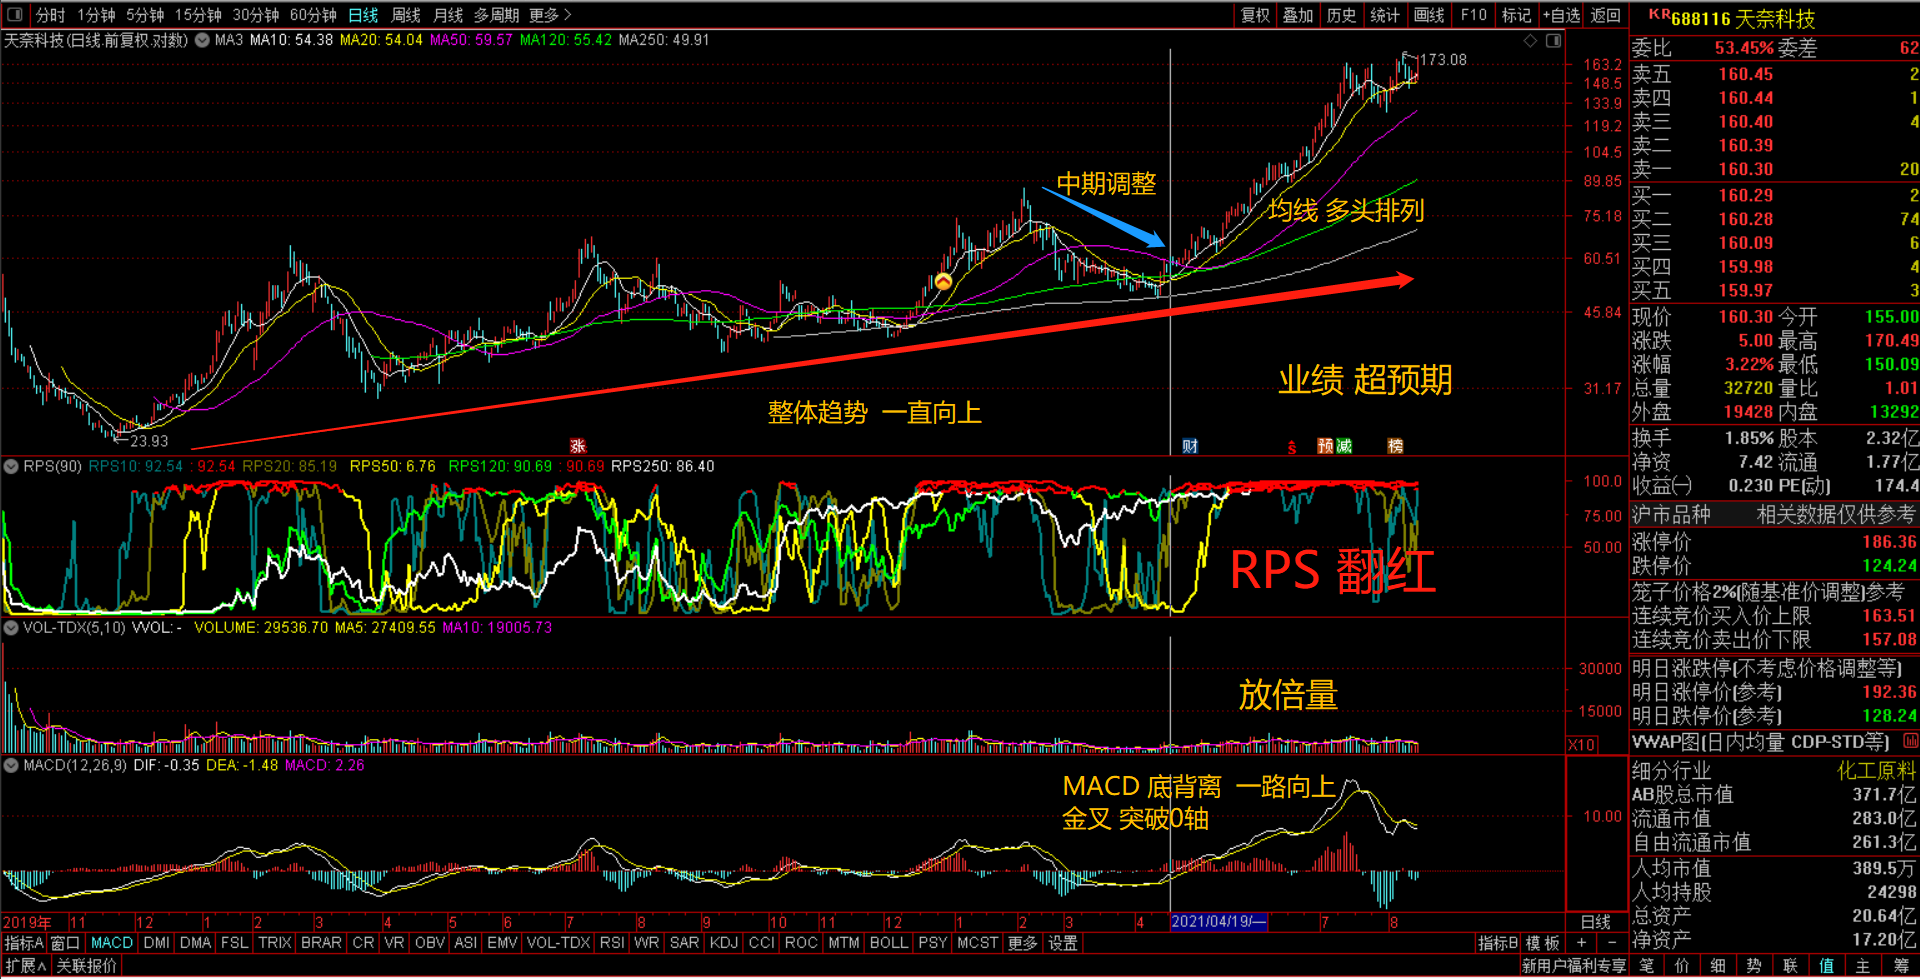 分时 1分钟 5分钟 15分钟 30分钟 60分钟 日线 周线 月线 多周期 更多>
复权 叠加 历史 统计 画线 F10 标记 +自选 返回
KR 688116 天奈科技
天奈科技(日线.前复权.对数) MA3 MA10: 54.38 MA20: 54.04 MA50: 59.57 MA120: 55.42 MA250: 49.91
173.08
中期调整
均线 多头排列
业绩 超预期
整体趋势 一直向上
23.93
涨 财 预 减 榜
163.2
148.5
133.9
119.2
104.5
89.85
75.18
60.51
45.84
31.17
RPS(90) RPS10: 92.54 : 92.54 RPS20: 85.19 RPS50: 6.76 RPS120: 90.69 : 90.69 RPS250: 86.40
100.0
75.00
50.00
RPS 翻红
VOL-TDX(5,10) VVOL: - VOLUME: 29536.70 MA5: 27409.55 MA10: 19005.73
30000
15000
X10
放倍量
MACD(12,26,9) DIF: -0.35 DEA: -1.48 MACD: 2.26
MACD 底背离 一路向上
金叉 突破0轴
10.00
2019年 11 12 1 2 3 4 5 6 7 8 9 10 11 12 1 2 3 4 2021/04/19/一 7 8 日线
指标A 窗口 MACD DMI DMA FSL TRIX BRAR CR VR OBV ASI EMV VOL-TDX RSI WR SAR KDJ CCI ROC MTM BOLL PSY MCST 更多 设置
指标B 模板 + -
扩展∧ 关联报价
新用户福利专享 笔 价 细 势 联 值 主 筹
委比 53.45% 委差 62
卖五 160.45 2
卖四 160.44 1
卖三 160.40 4
卖二 160.39
卖一 160.30 20
买一 160.29 2
买二 160.28 74
买三 160.09 6
买四 159.98 4
买五 159.97 3
现价 160.30 今开 155.00
涨跌 5.00 最高 170.49
涨幅 3.22% 最低 150.09
总量 32720 量比 1.01
外盘 19428 内盘 13292
换手 1.85% 股本 2.32亿
净资 7.42 流通 1.77亿
收益(一) 0.230 PE(动) 174.4
沪市品种 相关数据仅供参考
涨停价 186.36
跌停价 124.24
笼子价格2%(随基准价调整)参考
连续竞价买入价上限 163.51
连续竞价卖出价下限 157.08
明日涨跌停(不考虑价格调整等)
明日涨停价(参考) 192.36
明日跌停价(参考) 128.24
VWAP图(日内均量 CDP-STD等)
细分行业 化工原料
AB股总市值 371.7亿
流通市值 283.0亿
自由流通市值 261.3亿
人均市值 389.5万
人均持股 24298
总资产 20.64亿
净资产 17.20亿